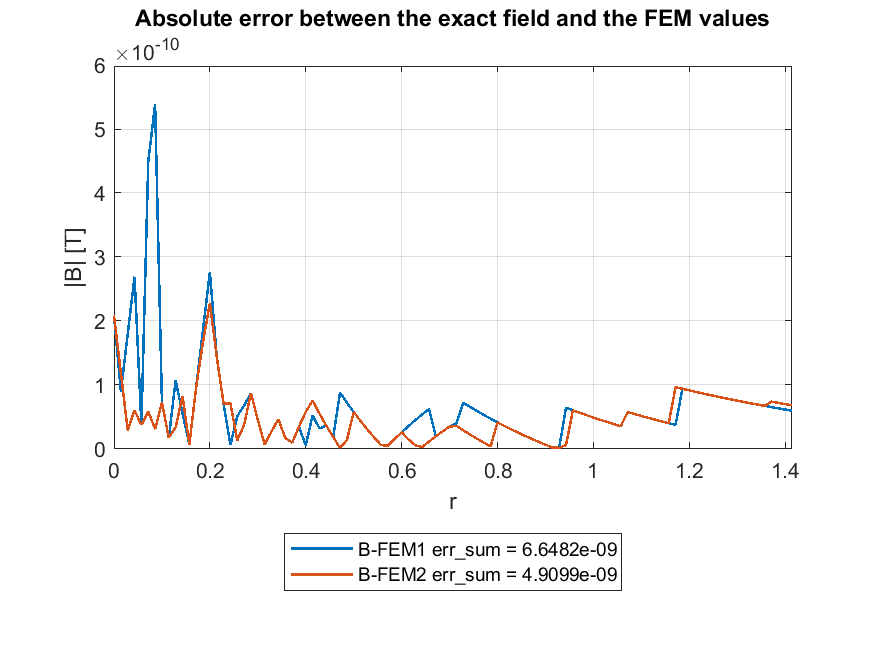 Absolute error between the exact field and the FEM values
×10-10
6
5
4
3
2
1
0
|B| [T]
0 0.2 0.4 0.6 0.8 1 1.2 1.4
r
B-FEM1 err_sum = 6.6482e-09
B-FEM2 err_sum = 4.9099e-09